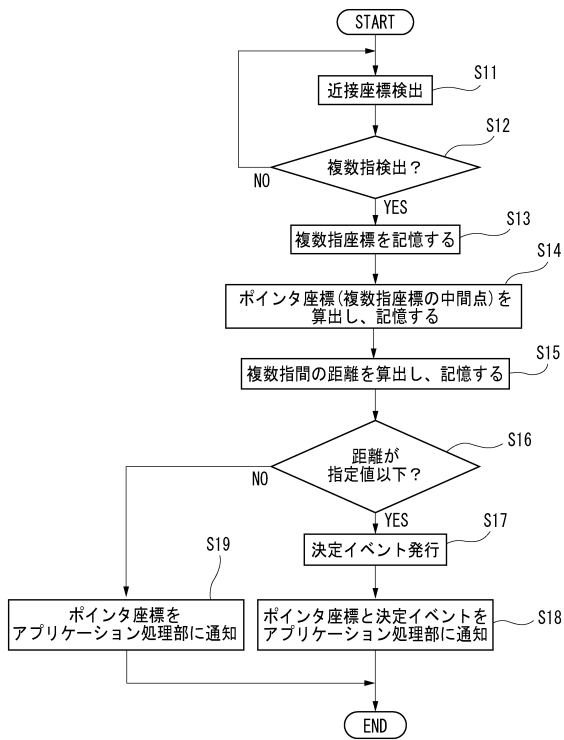 START
近接座標検出
S11
複数指検出？
S12
NO
YES
複数指座標を記憶する
S13
ポインタ座標(複数指座標の中間点)を
算出し、記憶する
S14
複数指間の距離を算出し、記憶する
S15
距離が
指定値以下？
S16
NO
YES
決定イベント発行
S17
S19
ポインタ座標を
アプリケーション処理部に通知
ポインタ座標と決定イベントを
アプリケーション処理部に通知
S18
END